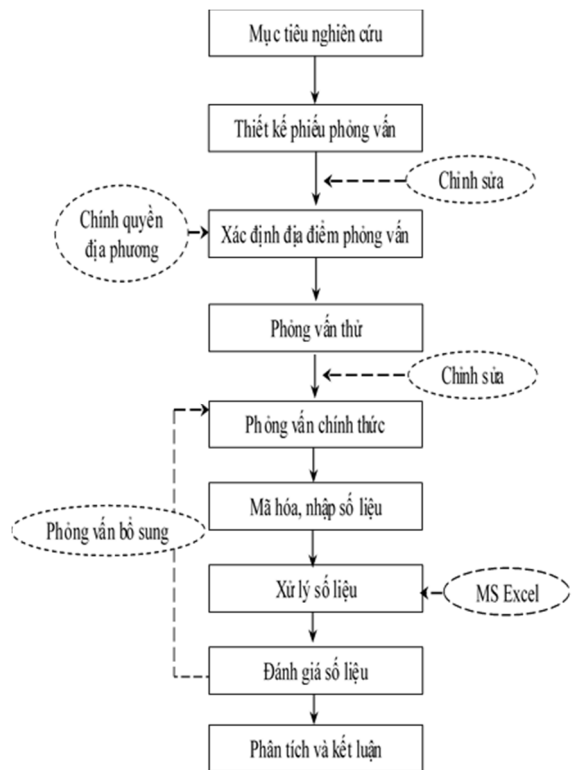 Mục tiêu nghiên cứu
Thiết kế phiếu phỏng vấn
Chỉnh sửa
Chính quyền
địa phương
Xác định địa điểm phỏng vấn
Phỏng vấn thử
Chỉnh sửa
Phỏng vấn chính thức
Mã hóa, nhập số liệu
Phỏng vấn bổ sung
Xử lý số liệu
MS Excel
Đánh giá số liệu
Phân tích và kết luận